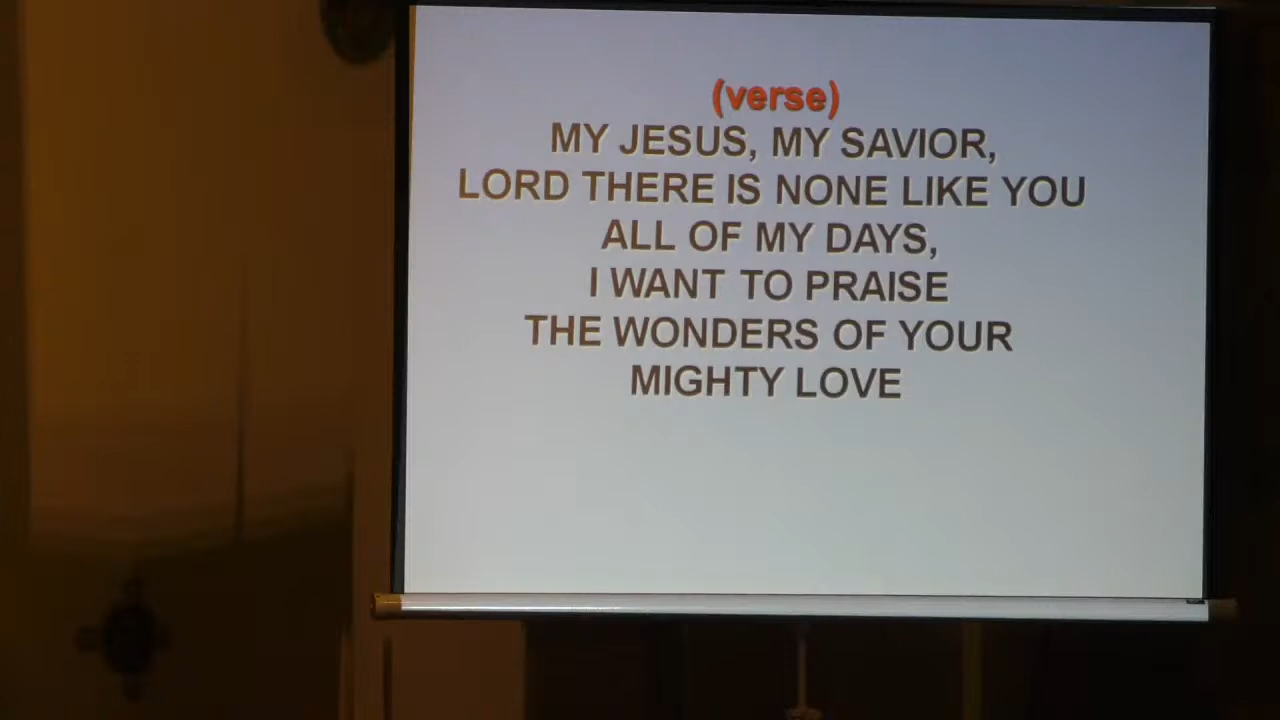 (verse)
MY JESUS, MY SAVIOR,
LORD THERE IS NONE LIKE YOU
ALL OF MY DAYS,
I WANT TO PRAISE
THE WONDERS OF YOUR
MIGHTY LOVE